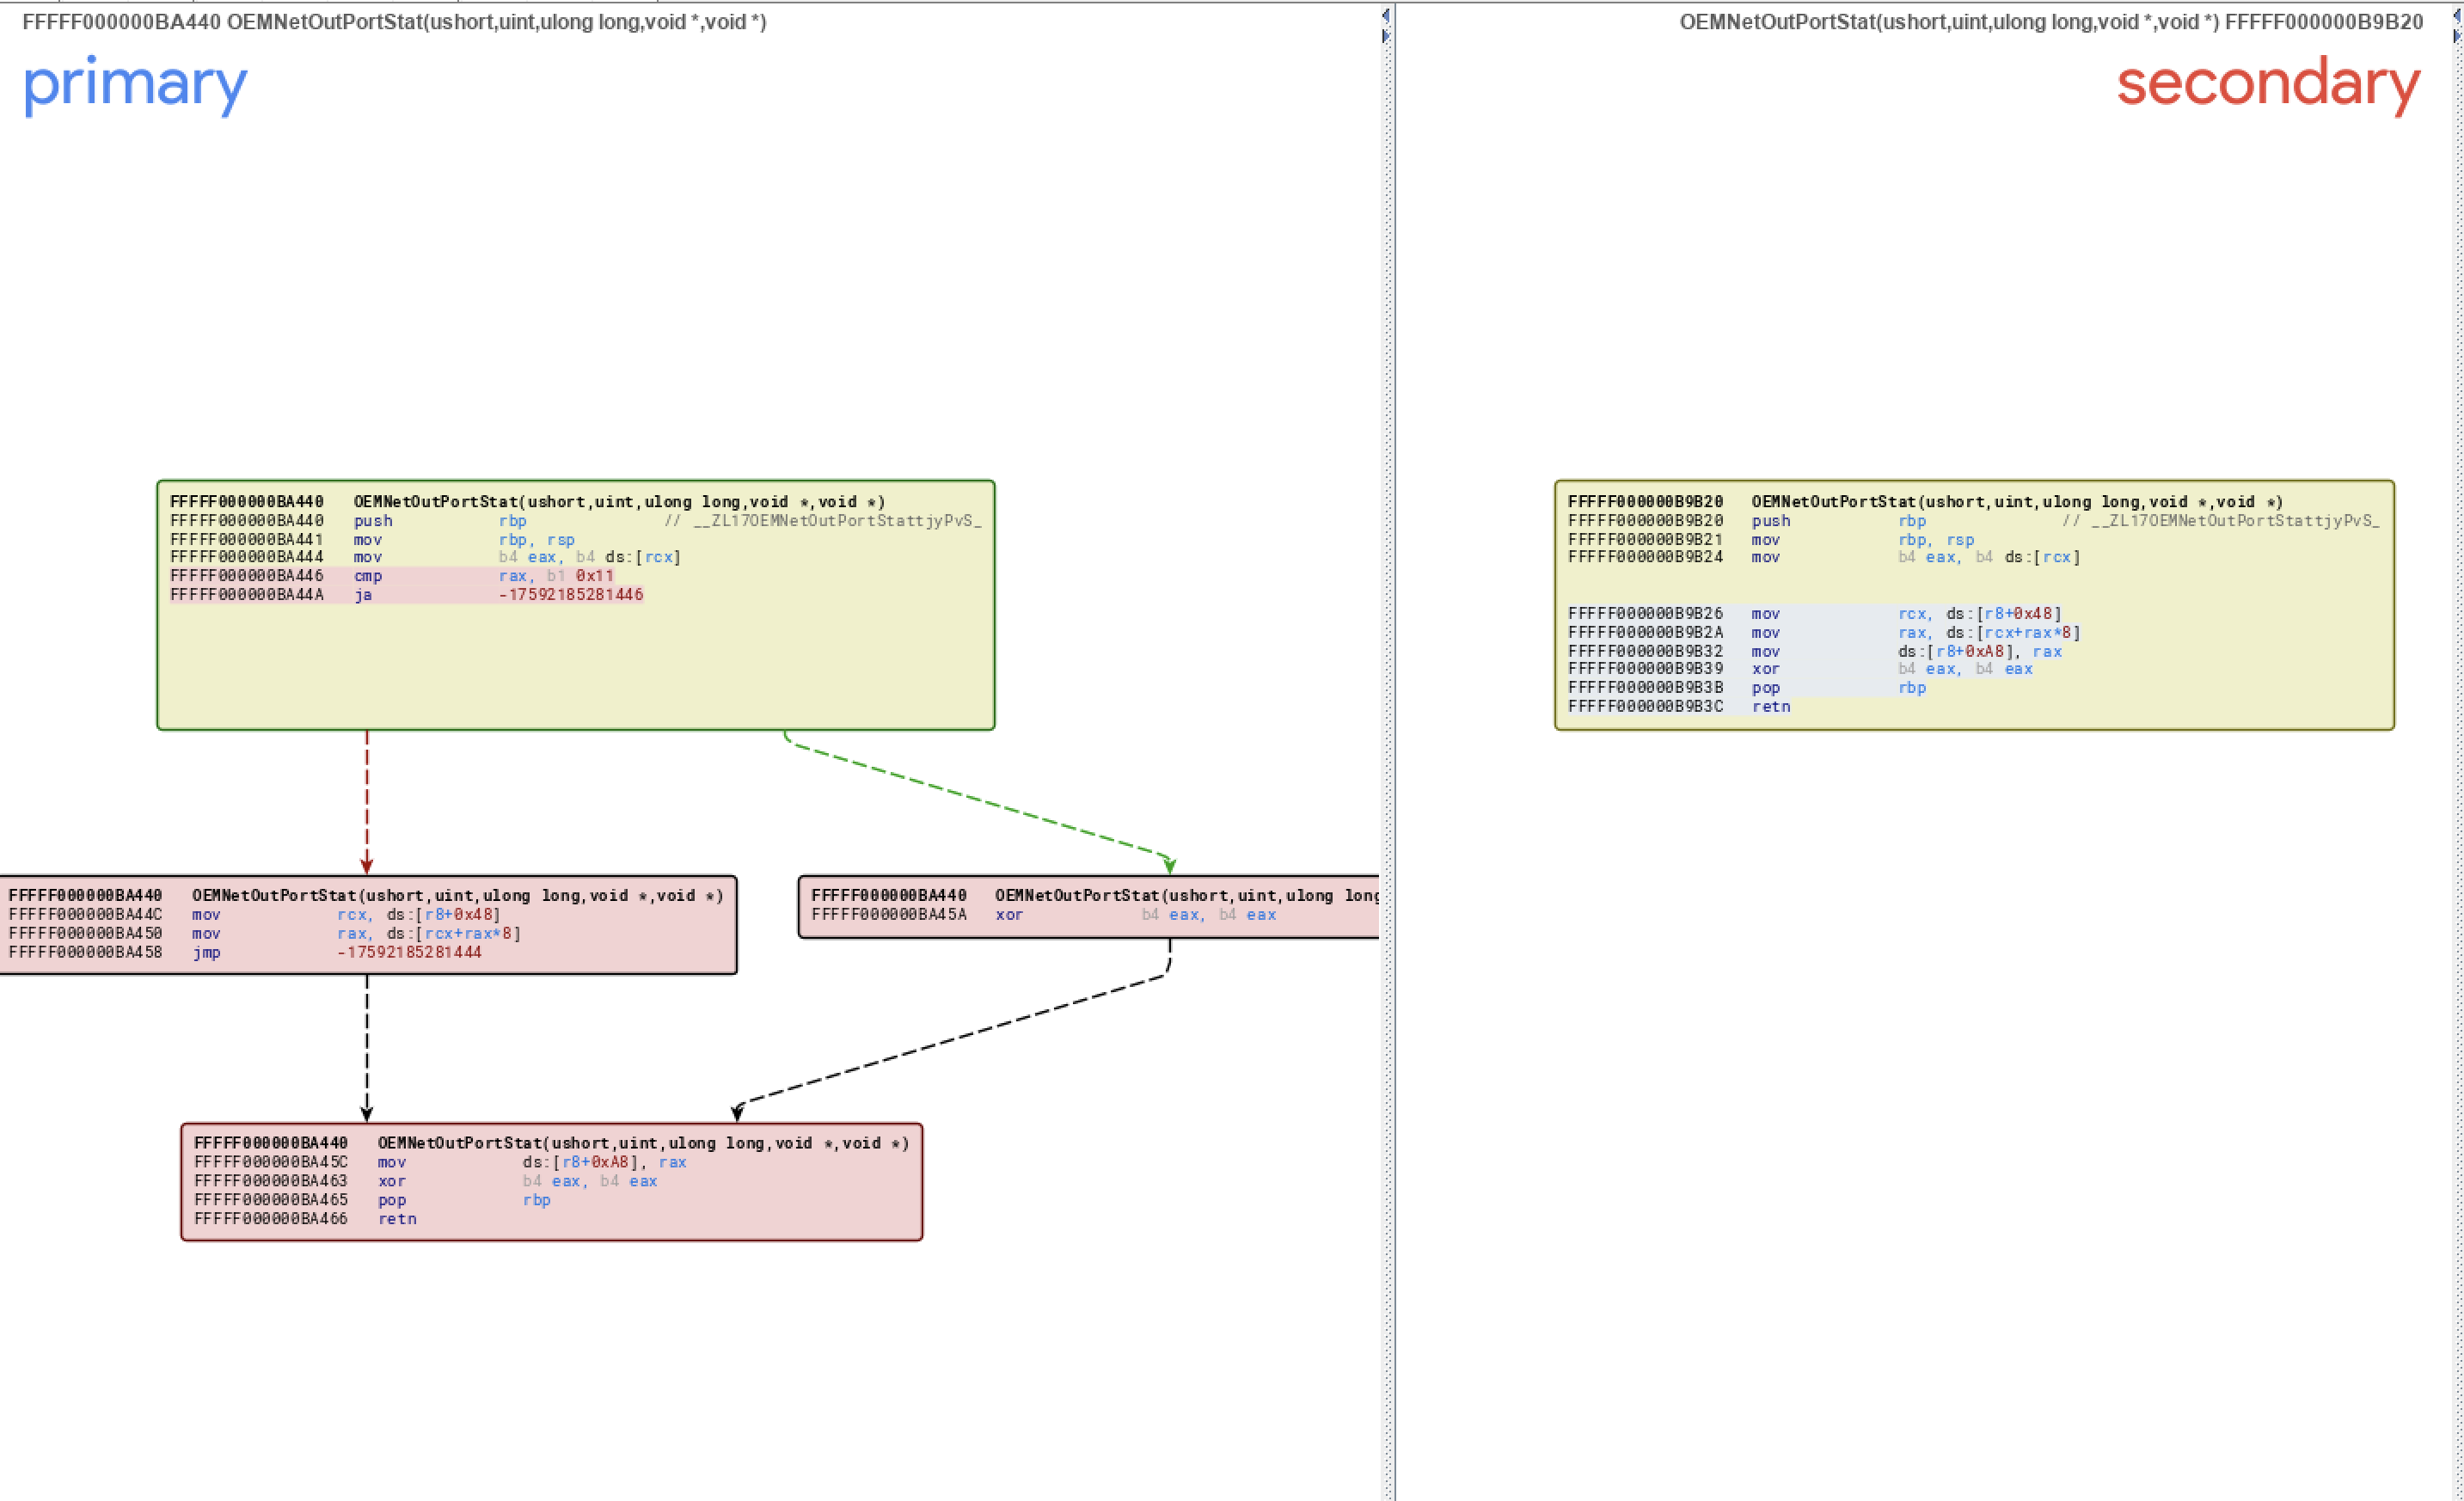 FFFFF000000BA440 OEMNetOutPortStat(ushort,uint,ulong long,void *,void *)
primary
FFFFF000000BA440 OEMNetOutPortStat(ushort,uint,ulong long,void *,void *)
FFFFF000000BA440 push rbp // __ZL17OEMNetOutPortStattjyPvS_
FFFFF000000BA441 mov rbp, rsp
FFFFF000000BA444 mov b4 eax, b4 ds:[rcx]
FFFFF000000BA446 cmp rax, b1 0x11
FFFFF000000BA44A ja -17592185281446
FFFFF000000BA440 OEMNetOutPortStat(ushort,uint,ulong long,void *,void *)
FFFFF000000BA44C mov rcx, ds:[r8+0x48]
FFFFF000000BA450 mov rax, ds:[rcx+rax*8]
FFFFF000000BA458 jmp -17592185281444
FFFFF000000BA440 OEMNetOutPortStat(ushort,uint,ulong long
FFFFF000000BA45A xor b4 eax, b4 eax
FFFFF000000BA440 OEMNetOutPortStat(ushort,uint,ulong long,void *,void *)
FFFFF000000BA45C mov ds:[r8+0xA8], rax
FFFFF000000BA463 xor b4 eax, b4 eax
FFFFF000000BA465 pop rbp
FFFFF000000BA466 retn
OEMNetOutPortStat(ushort,uint,ulong long,void *,void *) FFFFF000000B9B20
secondary
FFFFF000000B9B20 OEMNetOutPortStat(ushort,uint,ulong long,void *,void *)
FFFFF000000B9B20 push rbp // __ZL17OEMNetOutPortStattjyPvS_
FFFFF000000B9B21 mov rbp, rsp
FFFFF000000B9B24 mov b4 eax, b4 ds:[rcx]
FFFFF000000B9B26 mov rcx, ds:[r8+0x48]
FFFFF000000B9B2A mov rax, ds:[rcx+rax*8]
FFFFF000000B9B32 mov ds:[r8+0xA8], rax
FFFFF000000B9B39 xor b4 eax, b4 eax
FFFFF000000B9B3B pop rbp
FFFFF000000B9B3C retn